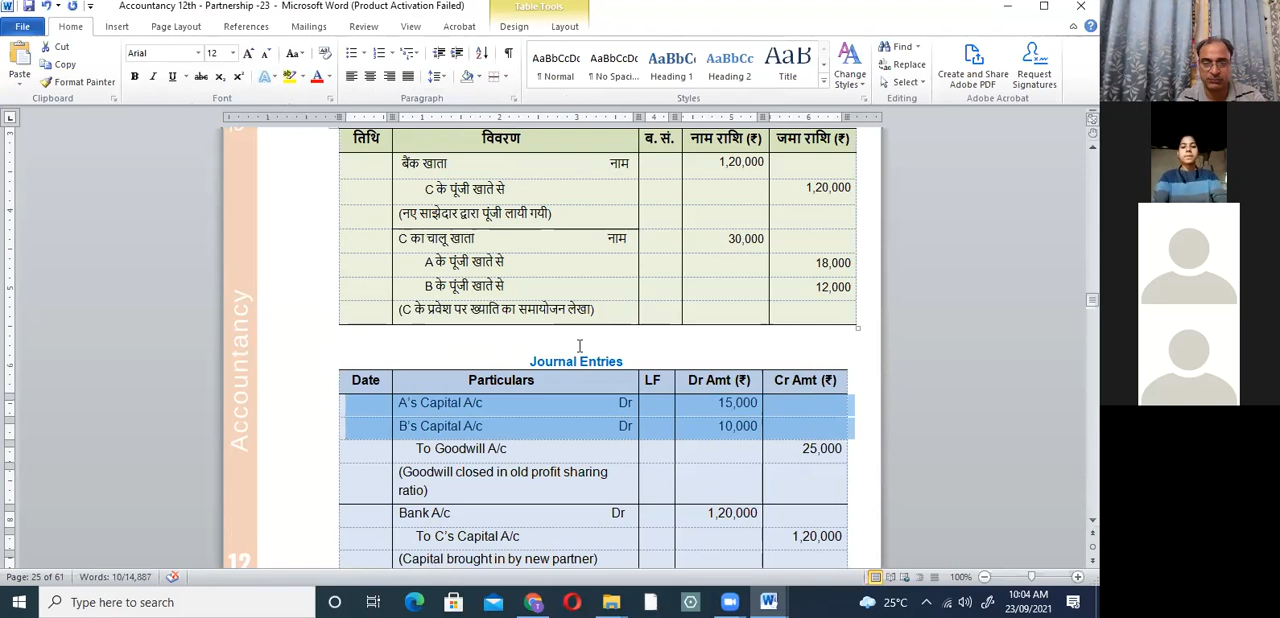 Accountancy 12th - Partnership -23 - Microsoft Word (Product Activation Failed)
Table Tools
File Home Insert Page Layout References Mailings Review View Acrobat Design Layout
Paste
Cut
Copy
Format Painter
Clipboard
Arial 12
Font
Paragraph
AaBbCcDc AaBbCcDc AaBbC AaBbCc AaB
¶ Normal ¶ No Spaci... Heading 1 Heading 2 Title
Change Styles
Styles
Find
Replace
Select
Editing
Create and Share Adobe PDF
Request Signatures
Adobe Acrobat
तिथि विवरण ब. सं. नाम राशि (₹) जमा राशि (₹)
बैंक खाता नाम 1,20,000
C के पूंजी खाते से 1,20,000
(नए साझेदार द्वारा पूंजी लायी गयी)
C का चालू खाता नाम 30,000
A के पूंजी खाते से 18,000
B के पूंजी खाते से 12,000
(C के प्रवेश पर ख्याति का समायोजन लेखा)
Accountancy
12
Journal Entries
Date Particulars LF Dr Amt (₹) Cr Amt (₹)
A's Capital A/c Dr 15,000
B's Capital A/c Dr 10,000
To Goodwill A/c 25,000
(Goodwill closed in old profit sharing
ratio)
Bank A/c Dr 1,20,000
To C's Capital A/c 1,20,000
(Capital brought in by new partner)
Page: 25 of 61 Words: 10/14,887 100%
Type here to search
25°C
10:04 AM
23/09/2021